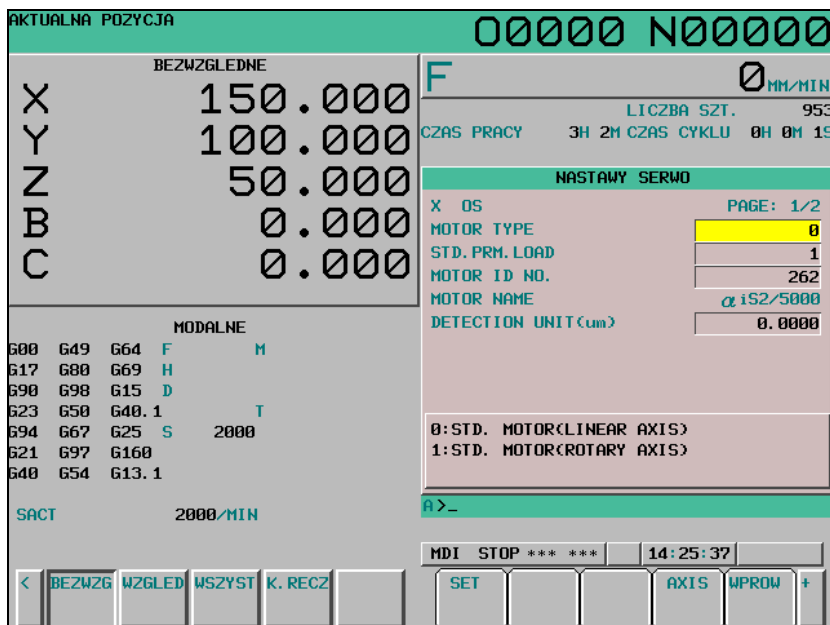 AKTUALNA POZYCJA
O0000 N00000
BEZWZGLEDNE
X 150.000
Y 100.000
Z 50.000
B 0.000
C 0.000
F 0 MM/MIN
LICZBA SZT. 953
CZAS PRACY 3H 2M CZAS CYKLU 0H 0M 1S
NASTAWY SERWO
X OS PAGE: 1/2
MOTOR TYPE 0
STD.PRM.LOAD 1
MOTOR ID NO. 262
MOTOR NAME αiS2/5000
DETECTION UNIT(um) 0.0000
0:STD. MOTOR(LINEAR AXIS)
1:STD. MOTOR(ROTARY AXIS)
MODALNE
G00 G49 G64 F M
G17 G80 G69 H
G90 G98 G15 D
G23 G50 G40.1 T
G94 G67 G25 S 2000
G21 G97 G160
G40 G54 G13.1
SACT 2000/MIN
A>_
MDI STOP *** *** 14:25:37
< BEZWZG WZGLED WSZYST K.RECZ SET AXIS WPROW +